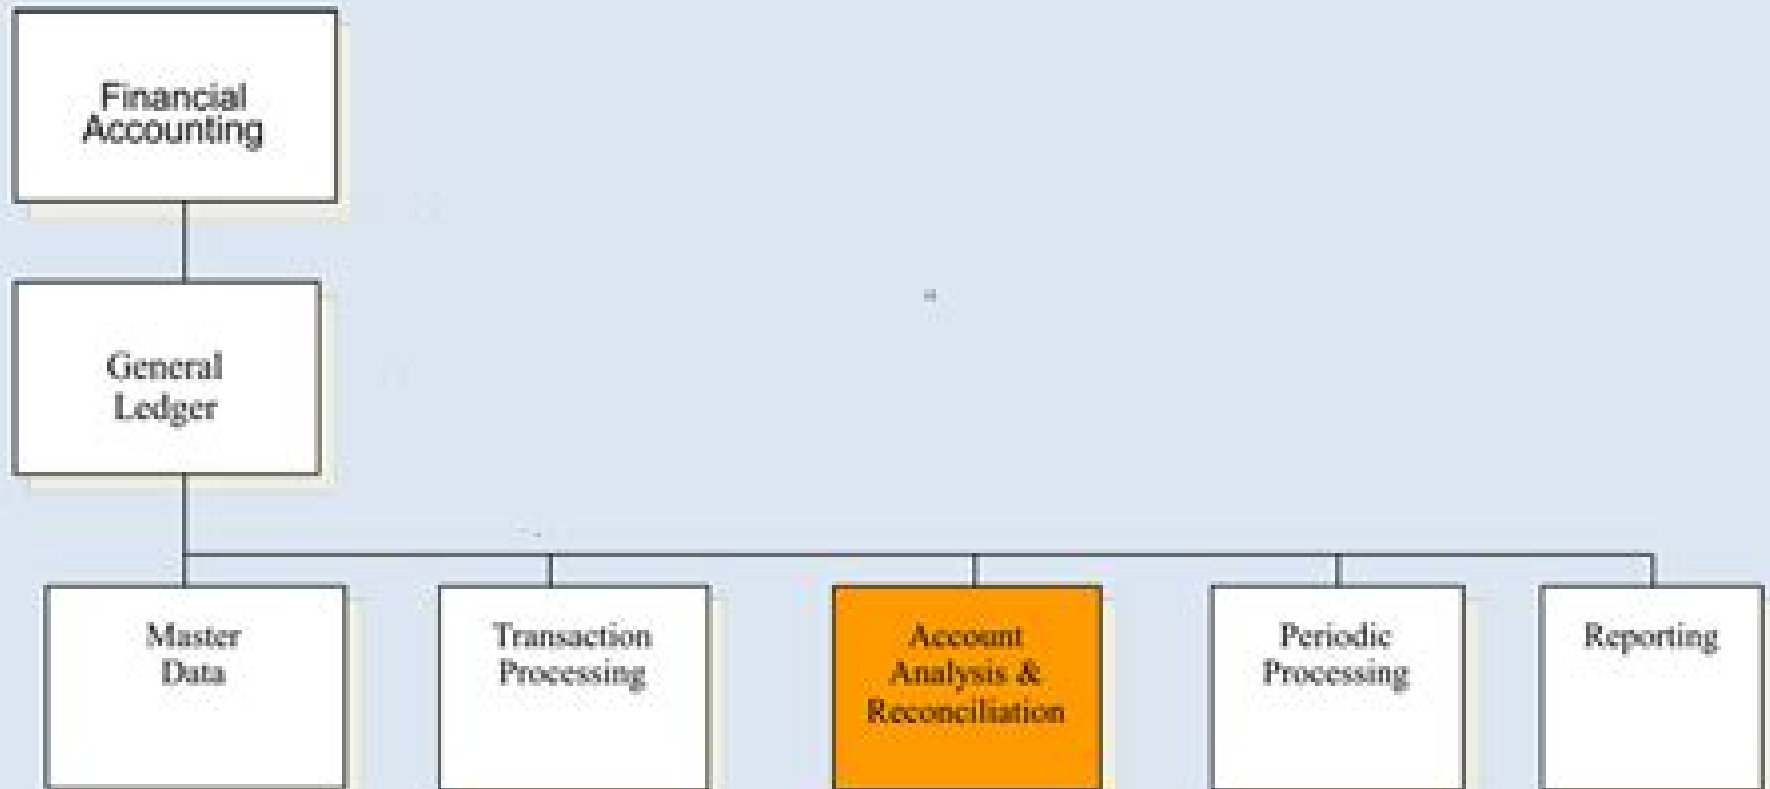 Financial
Accounting
General
Ledger
Master
Data
Transaction
Processing
Account
Analysis &
Reconciliation
Periodic
Processing
Reporting